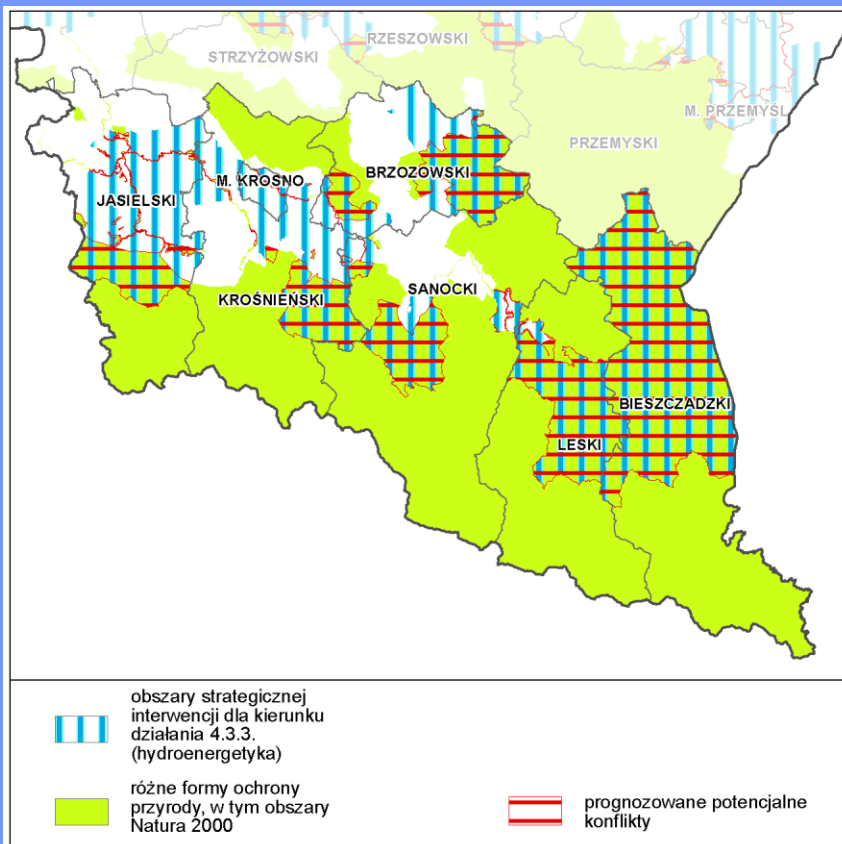 RZESZOWSKI
STRZYŻOWSKI
M. PRZEMYŚL
PRZEMYSKI
BRZOZOWSKI
M. KROSNO
JASIELSKI
SANOCKI
KROŚNIEŃSKI
BIESZCZADZKI
LESKI
obszary strategicznej
interwencji dla kierunku
działania 4.3.3.
(hydroenergetyka)
różne formy ochrony
przyrody, w tym obszary
Natura 2000
prognozowane potencjalne
konflikty